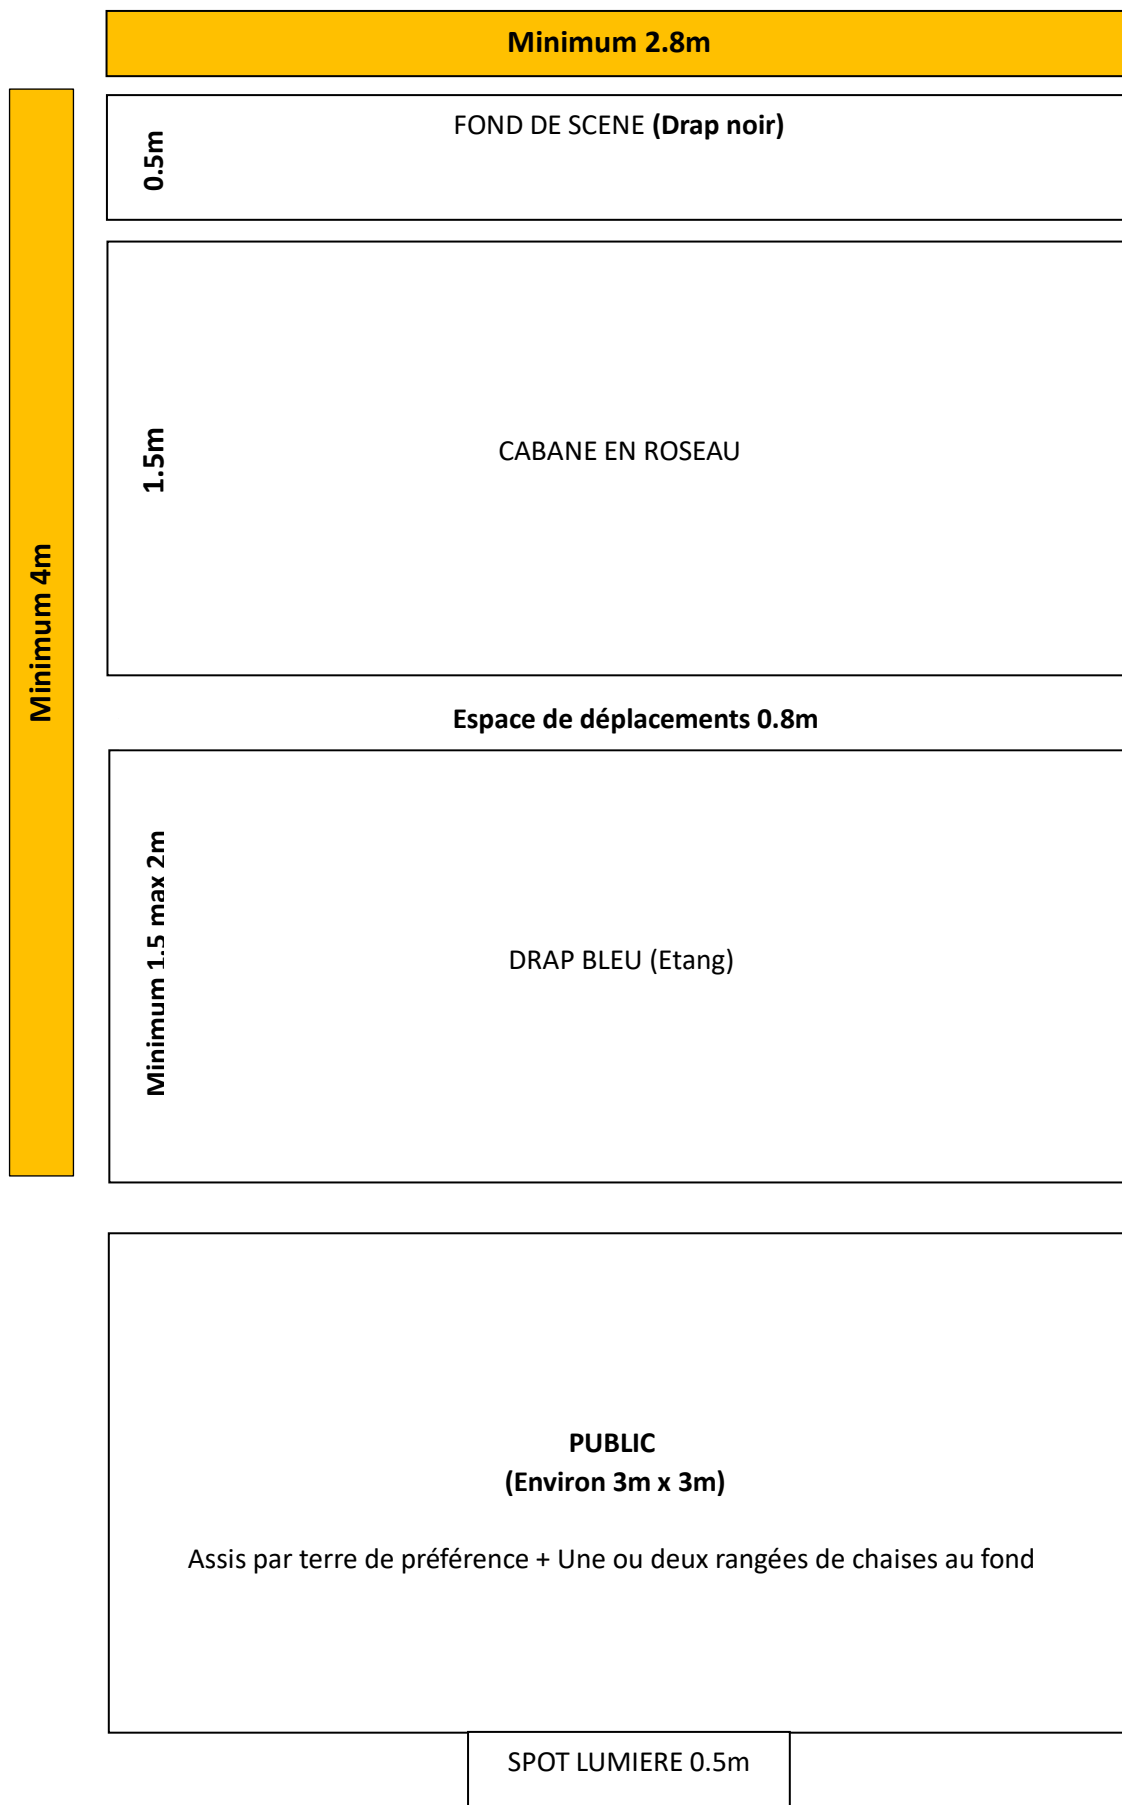 Minimum 2.8m
Minimum 4m
FOND DE SCENE (Drap noir)
0.5m
1.5m
CABANE EN ROSEAU
Espace de déplacements 0.8m
Minimum 1.5 max 2m
DRAP BLEU (Etang)
PUBLIC
(Environ 3m x 3m)
Assis par terre de préférence + Une ou deux rangées de chaises au fond
SPOT LUMIERE 0.5m